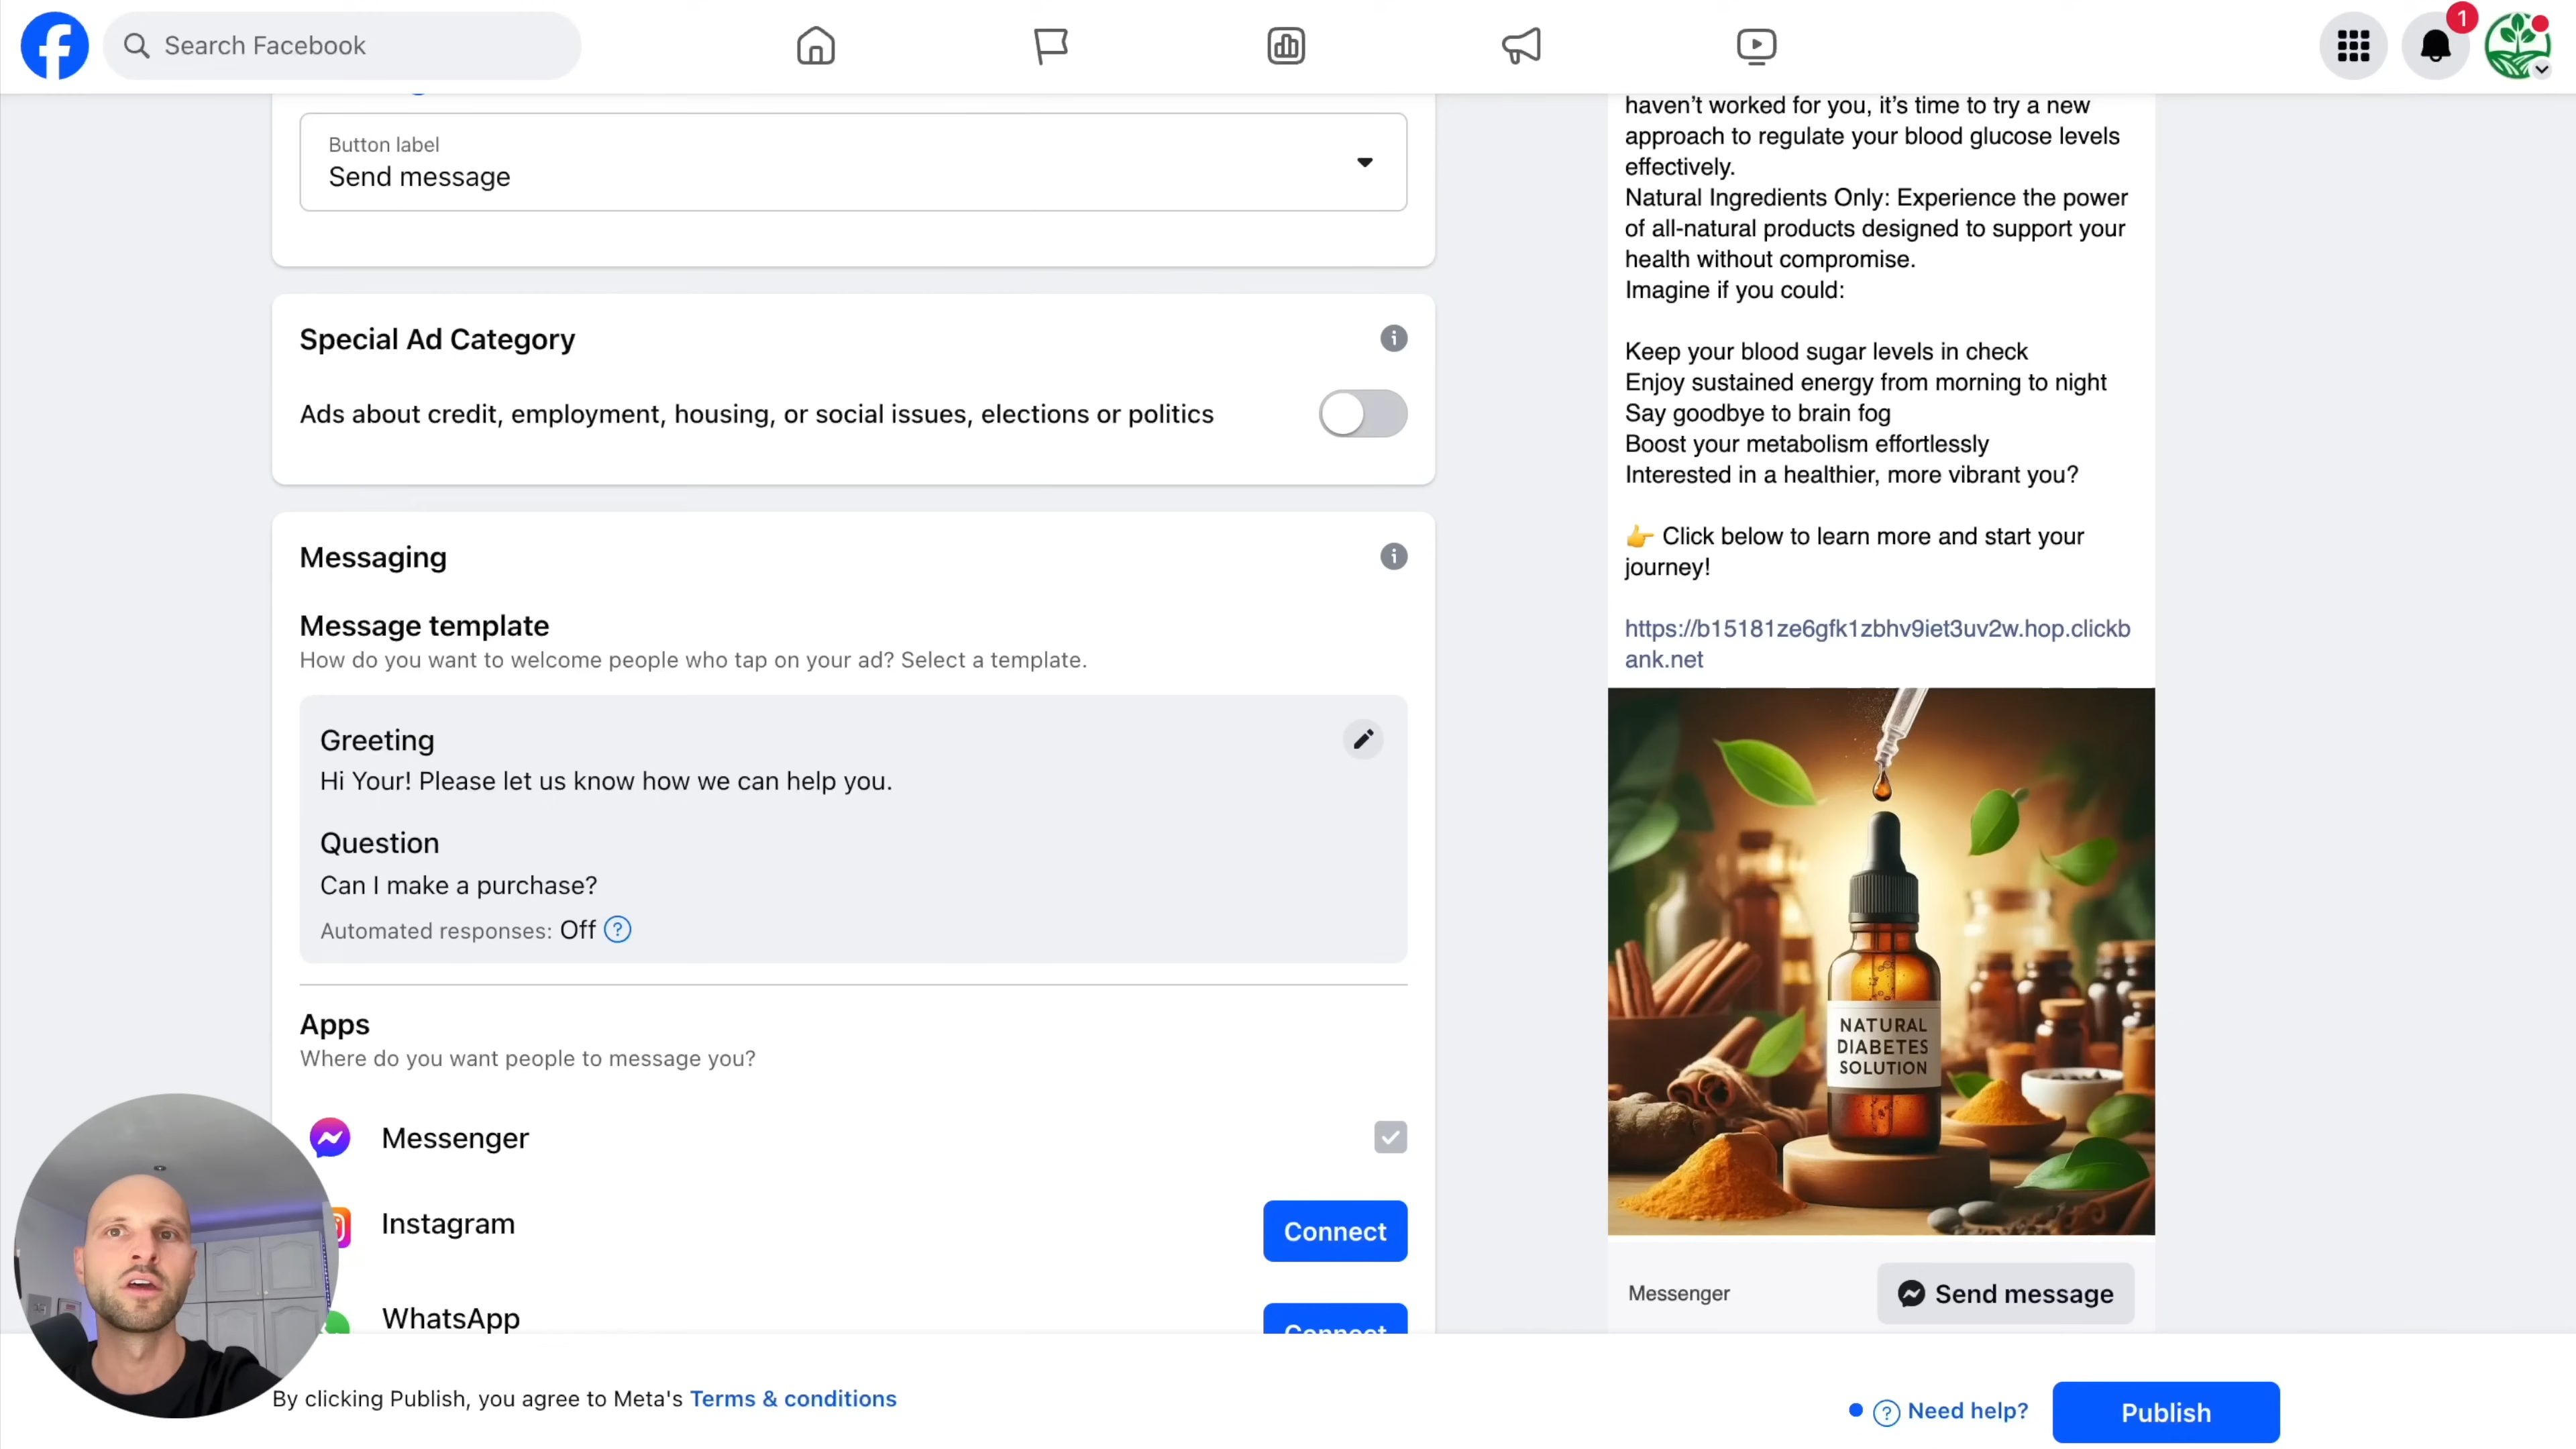 Search Facebook
1
Button label
Send message
Special Ad Category
Ads about credit, employment, housing, or social issues, elections or politics
Messaging
Message template
How do you want to welcome people who tap on your ad? Select a template.
Greeting
Hi Your! Please let us know how we can help you.
Question
Can I make a purchase?
Automated responses: Off
Apps
Where do you want people to message you?
Messenger
Instagram
Connect
WhatsApp
Connect
haven't worked for you, it's time to try a new
approach to regulate your blood glucose levels
effectively.
Natural Ingredients Only: Experience the power
of all-natural products designed to support your
health without compromise.
Imagine if you could:
Keep your blood sugar levels in check
Enjoy sustained energy from morning to night
Say goodbye to brain fog
Boost your metabolism effortlessly
Interested in a healthier, more vibrant you?
👉 Click below to learn more and start your
journey!
https://b15181ze6gfk1zbhv9iet3uv2w.hop.clickb
ank.net
NATURAL
DIABETES
SOLUTION
Messenger
Send message
By clicking Publish, you agree to Meta's Terms & conditions
Need help?
Publish